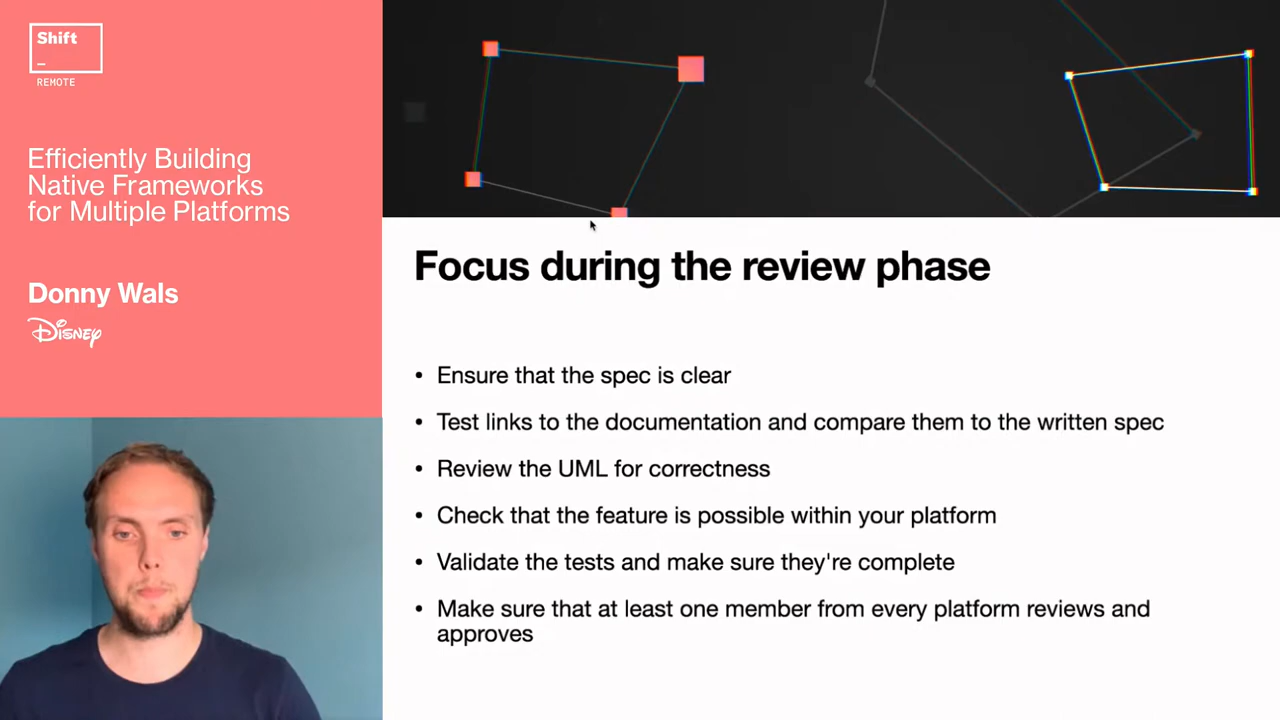 Shift
_
REMOTE
Efficiently Building
Native Frameworks
for Multiple Platforms
Donny Wals
Disney
Focus during the review phase
• Ensure that the spec is clear
• Test links to the documentation and compare them to the written spec
• Review the UML for correctness
• Check that the feature is possible within your platform
• Validate the tests and make sure they're complete
• Make sure that at least one member from every platform reviews and
approves